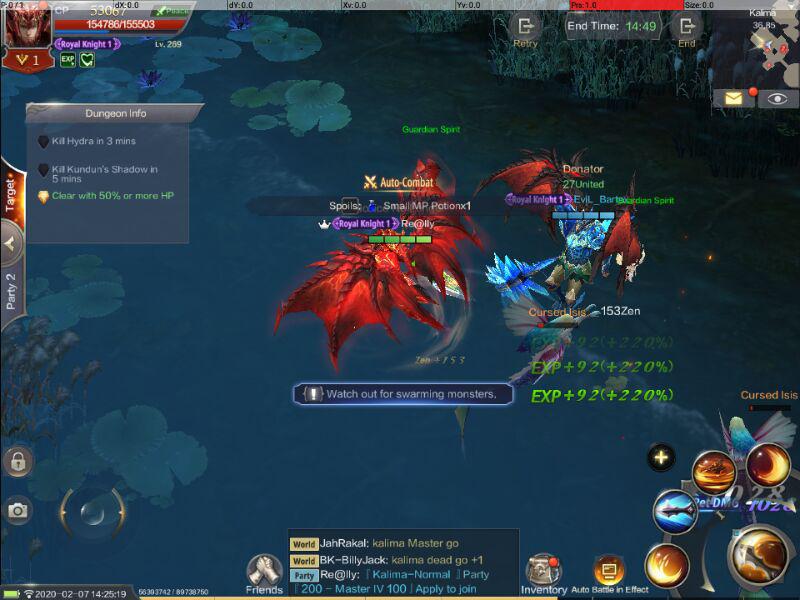 P: 0 / 1 dX: 0.0 dY: 0.0 Xv: 0.0 Yv: 0.0 Prs: 1.0 Size: 0.0
CP 53067
Peace
154786/155503
Royal Knight 1
Lv. 269
1
EXP
Retry
End Time: 14:49
End
Kalima
36,85
Dungeon Info
Kill Hydra in 3 mins
Kill Kundun's Shadow in
5 mins
Clear with 50% or more HP
Target
Party 2
Guardian Spirit
Auto-Combat
Spoils: Small MP Potionx1
Royal Knight 1 Re@lly
Donator
27United
Royal Knight 1 EviL_Bartex
Guardian Spirit
Cursed Isis
153Zen
Zen+153
EXP+92(+220%)
EXP+92(+220%)
EXP+92(+220%)
Watch out for swarming monsters.
Cursed Isis
World JahRakal: kalima Master go
World BK-BillyJack: kalima dead go +1
Party Re@lly: 『Kalima-Normal 』Party
『200 - Master IV 100』Apply to join
Friends
Inventory
Auto Battle in Effect
2020-02-07 14:25:19
56393742 / 89738750